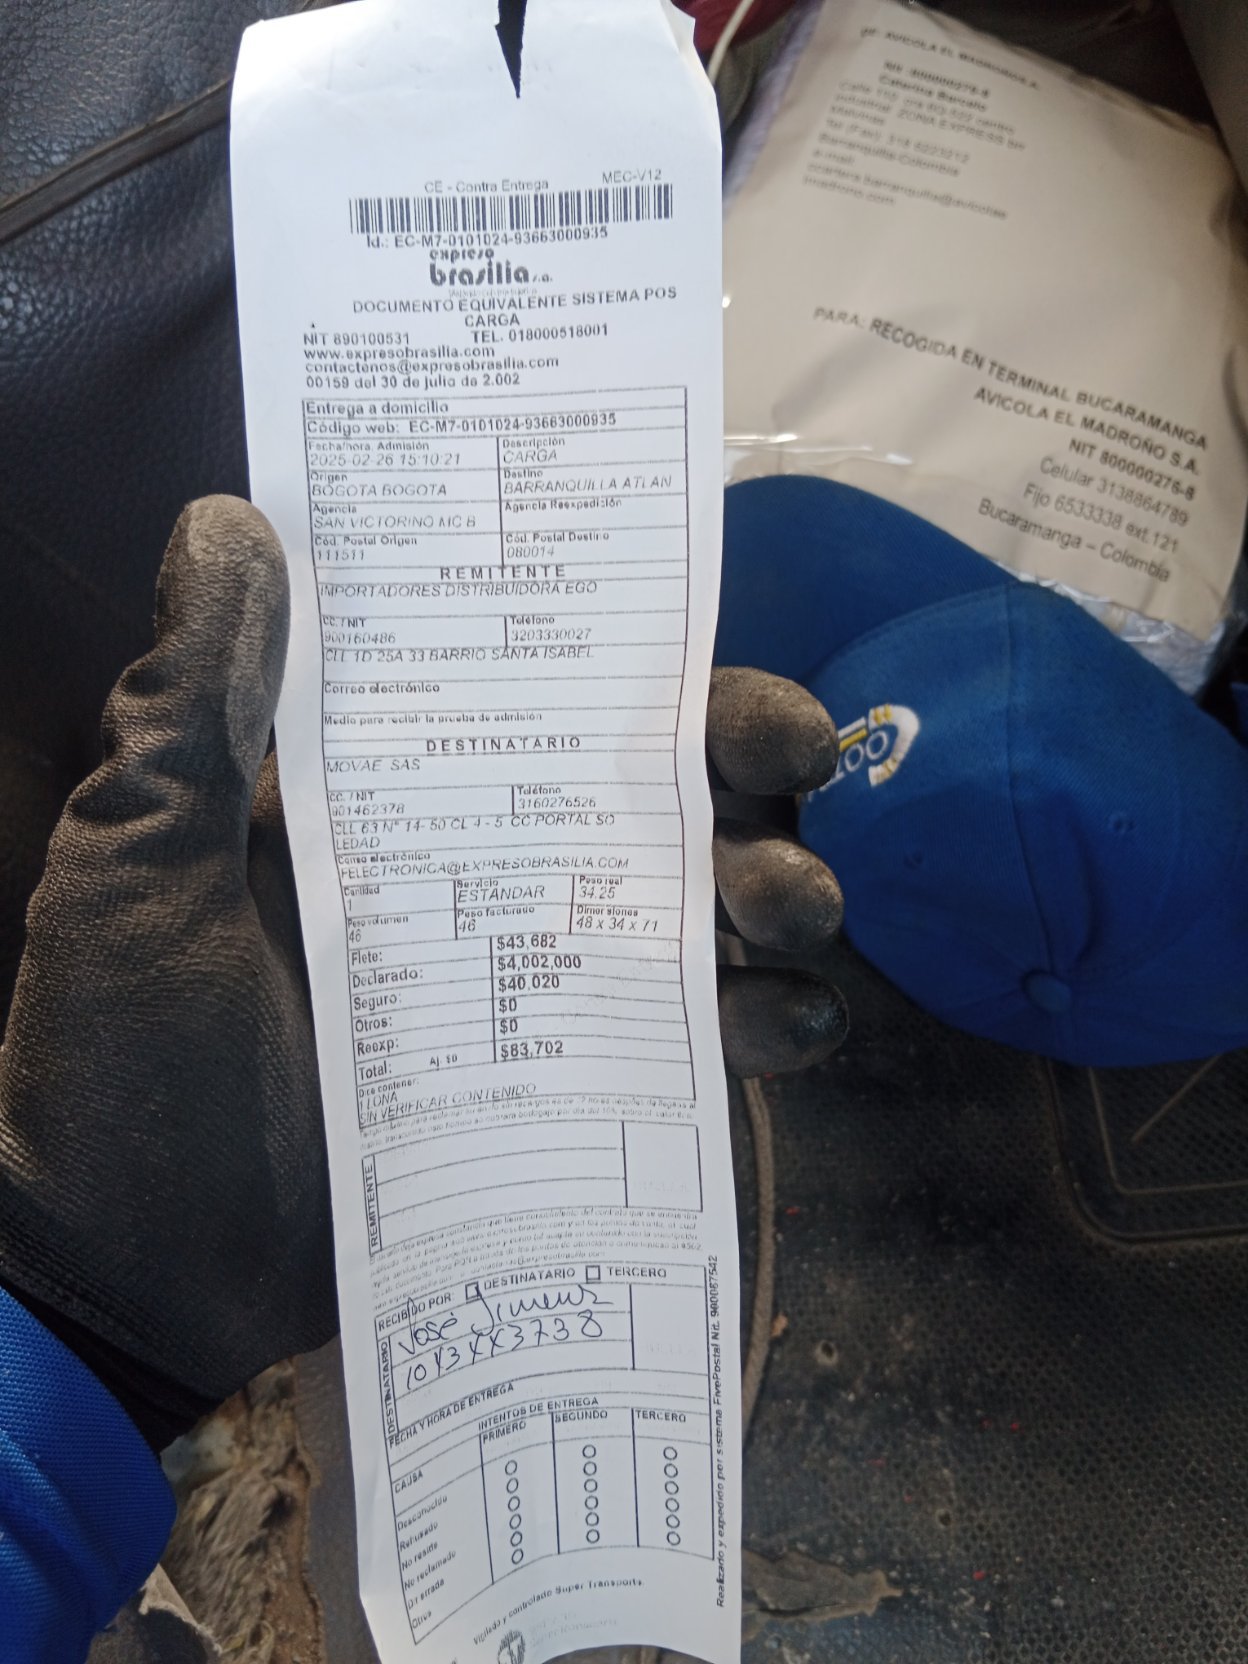 CE - Contra Entrega MEC-V12
Id.: EC-M7-0101024-93663000935
expreso
brasilia s.a.
DOCUMENTO EQUIVALENTE SISTEMA POS
CARGA
NIT 890100531 TEL. 018000518001
www.expresobrasilia.com
contactenos@expresobrasilia.com
00159 del 30 de julio de 2.002
Entrega a domicilio
Código web: EC-M7-0101024-93663000935
Fecha/hora. Admisión Descripción
2025-02-26 15:10:21 CARGA
Origen Destino
BOGOTA BOGOTA BARRANQUILLA ATLAN
Agencia Agencia Reexpedición
SAN VICTORINO MC B
Cód. Postal Origen Cód. Postal Destino
111511 080014
REMITENTE
IMPORTADORES DISTRIBUIDORA EGO
CC. / NIT Teléfono
900160486 3203330027
CLL 1D 25A 33 BARRIO SANTA ISABEL
Correo electrónico
Medio para recibir la prueba de admisión
DESTINATARIO
MOVAE SAS
CC. / NIT Teléfono
901462378 3160276526
CLL 63 N° 14- 50 CL 4 - 5 CC PORTAL SO
LEDAD
Correo electrónico
FELECTRONICA@EXPRESOBRASILIA.COM
Cantidad Servicio Peso real
1 ESTANDAR 34.25
Peso volumen Peso facturado Dimensiones
46 46 48 x 34 x 71
Flete: $43,682
Declarado: $4,002,000
Seguro: $40,020
Otros: $0
Reexp: $0
Total: Aj. $0 $83,702
Dice contener:
LLONA
SIN VERIFICAR CONTENIDO
REMITENTE
RECIBIDO POR: DESTINATARIO TERCERO
DESTINATARIO
José Jimenz
1043443738
FECHA Y HORA DE ENTREGA
INTENTOS DE ENTREGA
CAUSA PRIMERO SEGUNDO TERCERO
Desconocido
Rehusado
No reside
No reclamado
Dir errada
Otros
Realizado y expedido por sistema FivePostal Nit. 900087542
Vigilado y controlado Super Transporte.
DE: AVICOLA EL MADROÑO S.A.
Barranquilla-Colombia
e-mail:
PARA: RECOGIDA EN TERMINAL BUCARAMANGA
AVICOLA EL MADROÑO S.A.
NIT 800000276-8
Celular 3138864789
Fijo 6533338 ext.121
Bucaramanga – Colombia